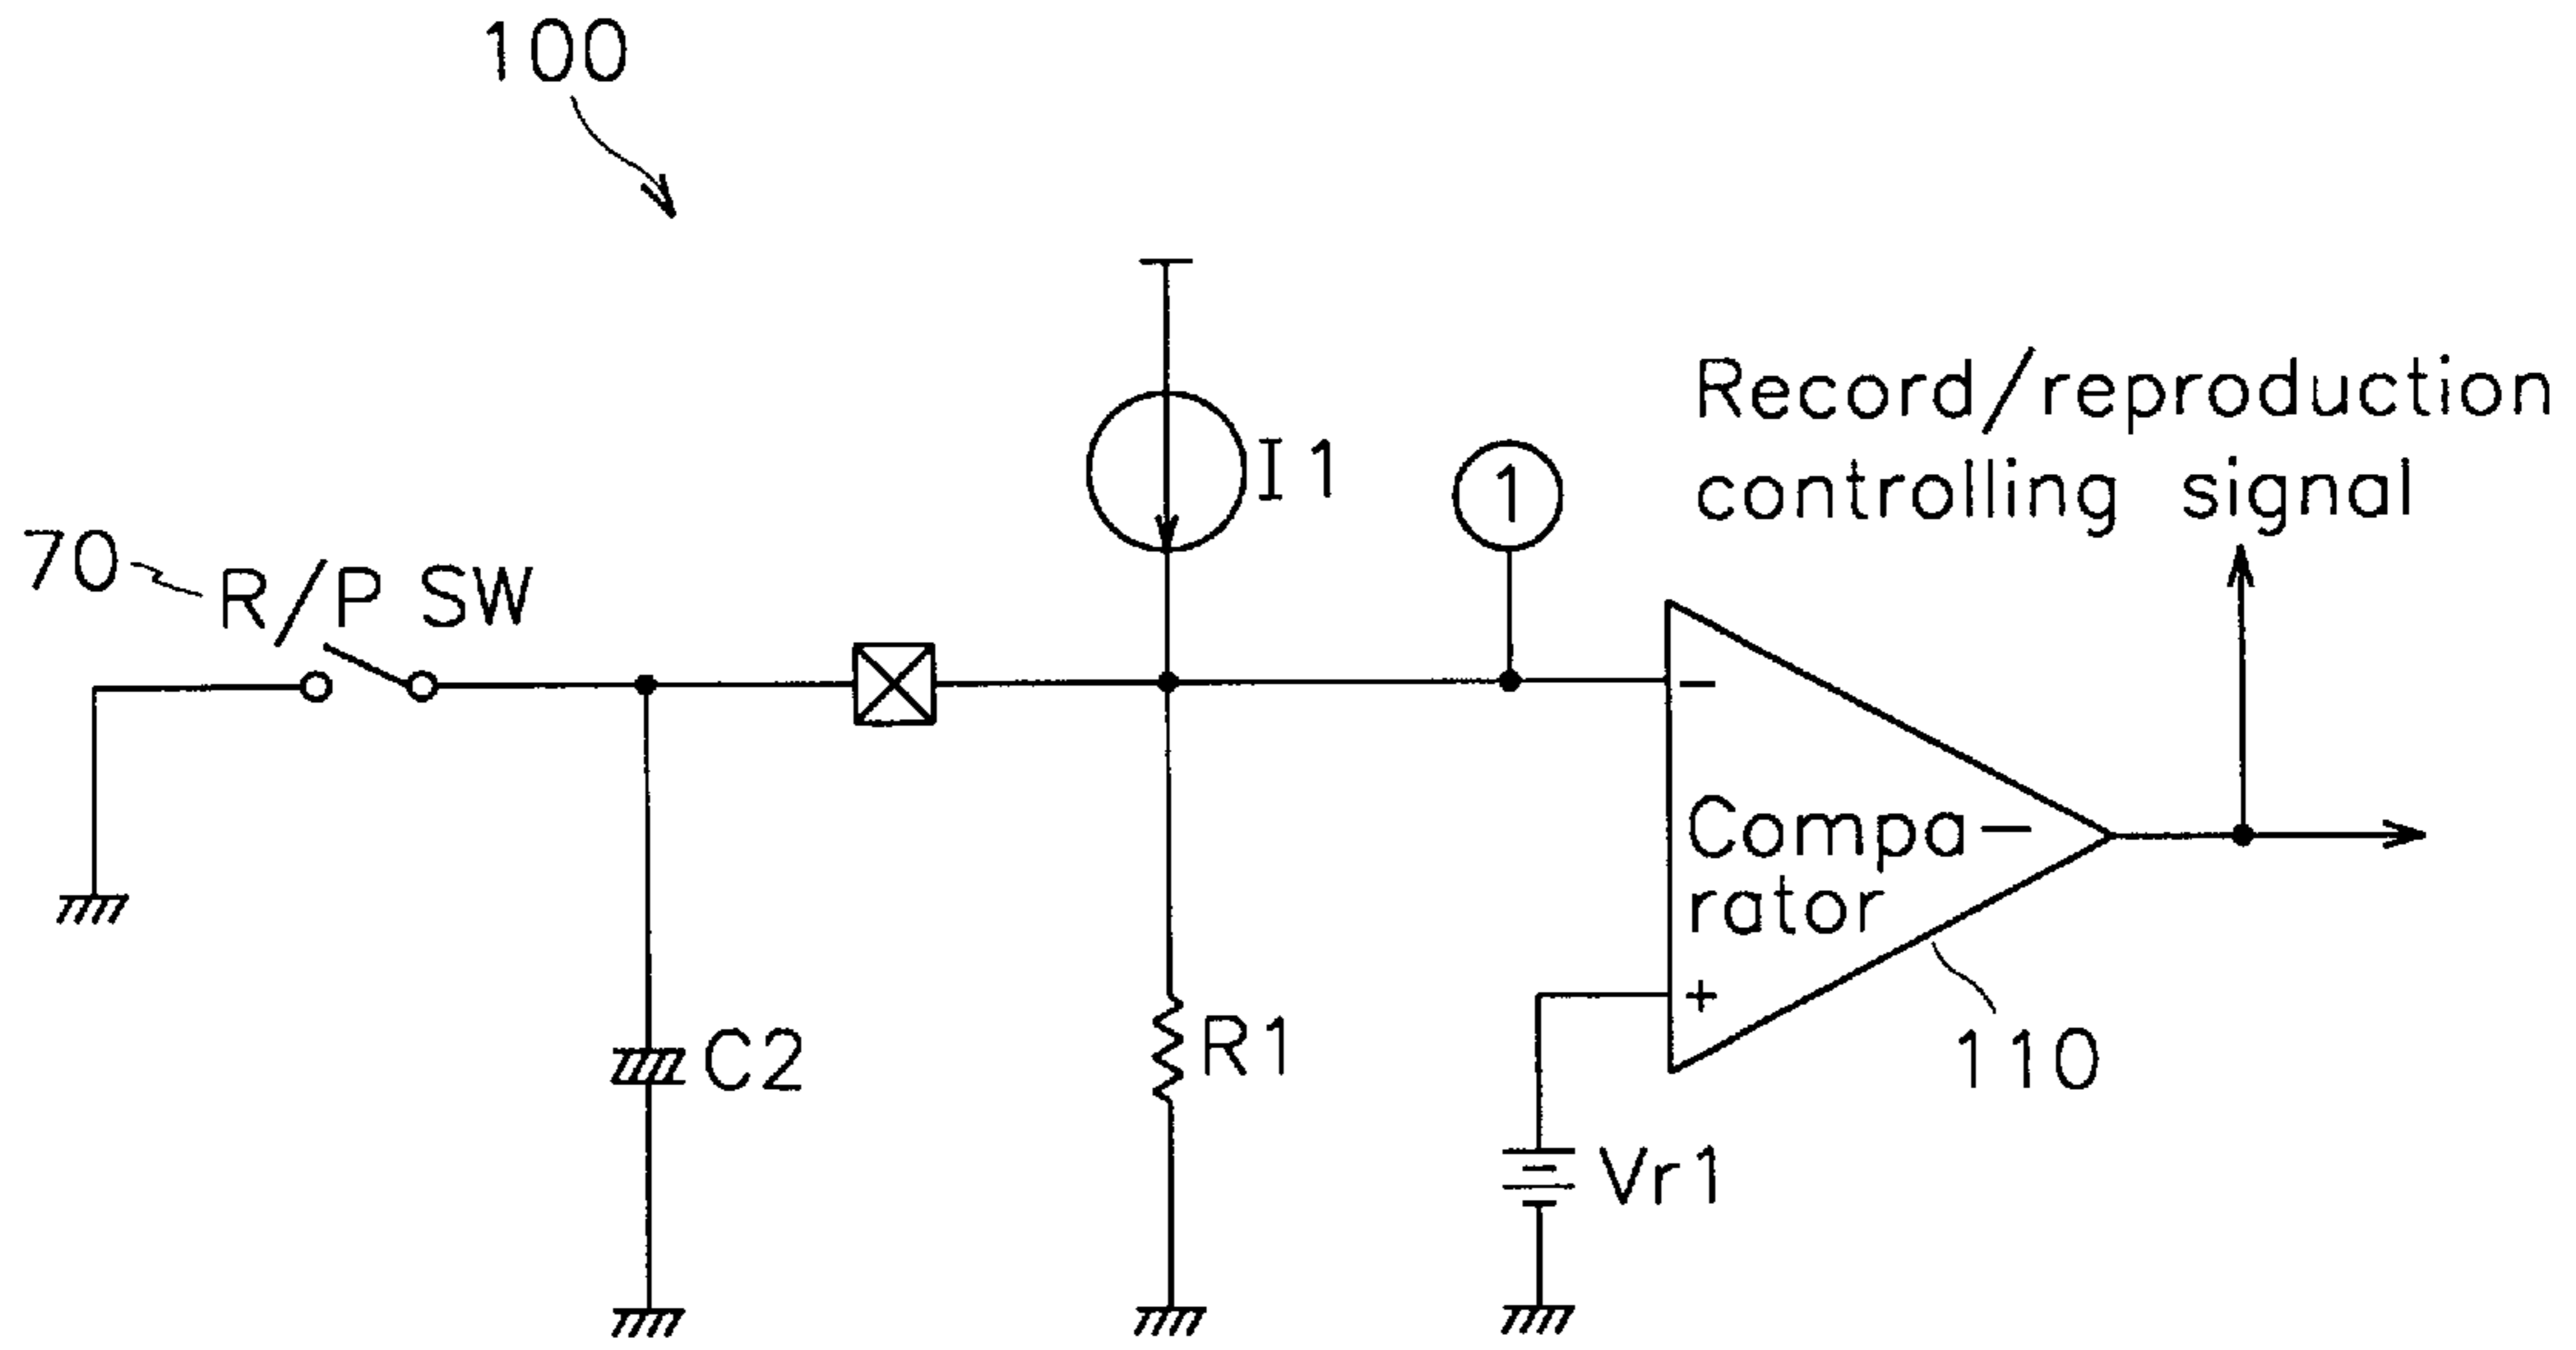 100
Record/reproduction
controlling signal
I1
1
70
R/P SW
−
Compa-
rator
+
C2
R1
110
Vr1